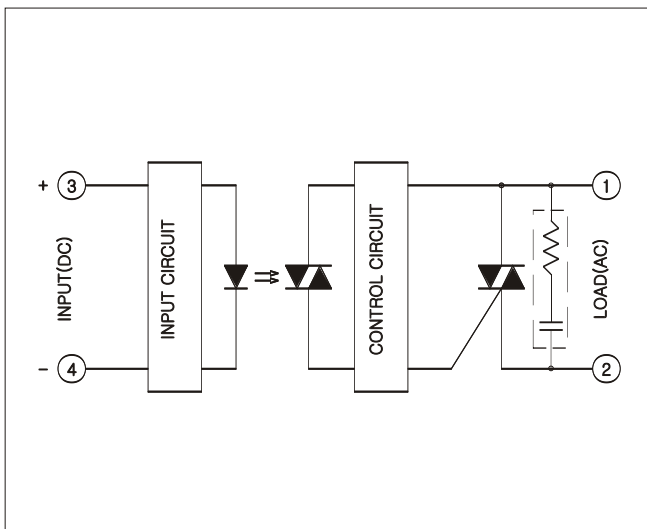 + 3
INPUT(DC)
- 4
INPUT CIRCUIT
CONTROL CIRCUIT
1
LOAD(AC)
2